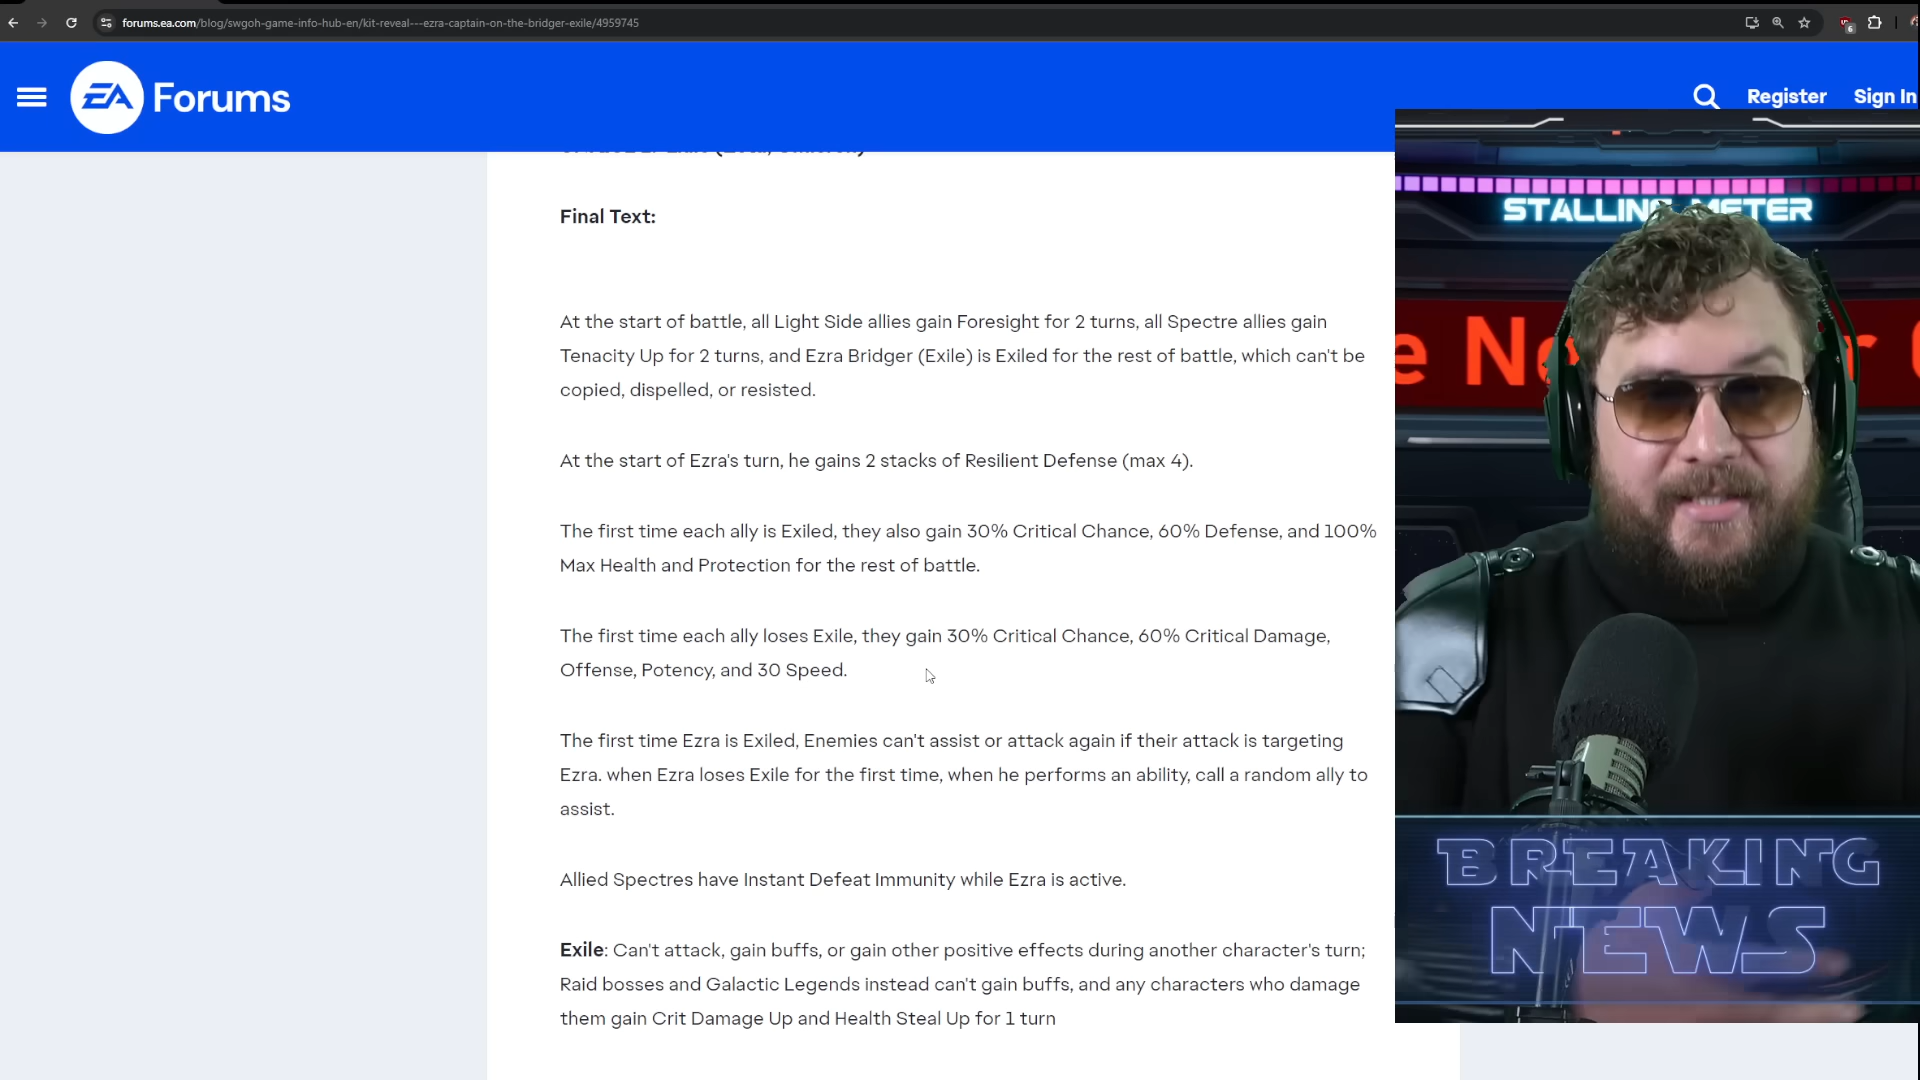 forums.ea.com/blog/swgoh-game-info-hub-en/kit-reveal---ezra-captain-on-the-bridger-exile/4959745
6
EA Forums
Register
Sign In
Final Text:
At the start of battle, all Light Side allies gain Foresight for 2 turns, all Spectre allies gain
Tenacity Up for 2 turns, and Ezra Bridger (Exile) is Exiled for the rest of battle, which can't be
copied, dispelled, or resisted.
At the start of Ezra's turn, he gains 2 stacks of Resilient Defense (max 4).
The first time each ally is Exiled, they also gain 30% Critical Chance, 60% Defense, and 100%
Max Health and Protection for the rest of battle.
The first time each ally loses Exile, they gain 30% Critical Chance, 60% Critical Damage,
Offense, Potency, and 30 Speed.
The first time Ezra is Exiled, Enemies can't assist or attack again if their attack is targeting
Ezra. when Ezra loses Exile for the first time, when he performs an ability, call a random ally to
assist.
Allied Spectres have Instant Defeat Immunity while Ezra is active.
Exile: Can't attack, gain buffs, or gain other positive effects during another character's turn;
Raid bosses and Galactic Legends instead can't gain buffs, and any characters who damage
them gain Crit Damage Up and Health Steal Up for 1 turn
STALLING METER
BREAKING
NEWS